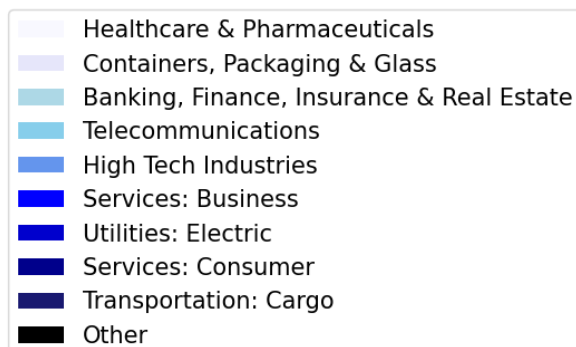 Healthcare & Pharmaceuticals
Containers, Packaging & Glass
Banking, Finance, Insurance & Real Estate
Telecommunications
High Tech Industries
Services: Business
Utilities: Electric
Services: Consumer
Transportation: Cargo
Other